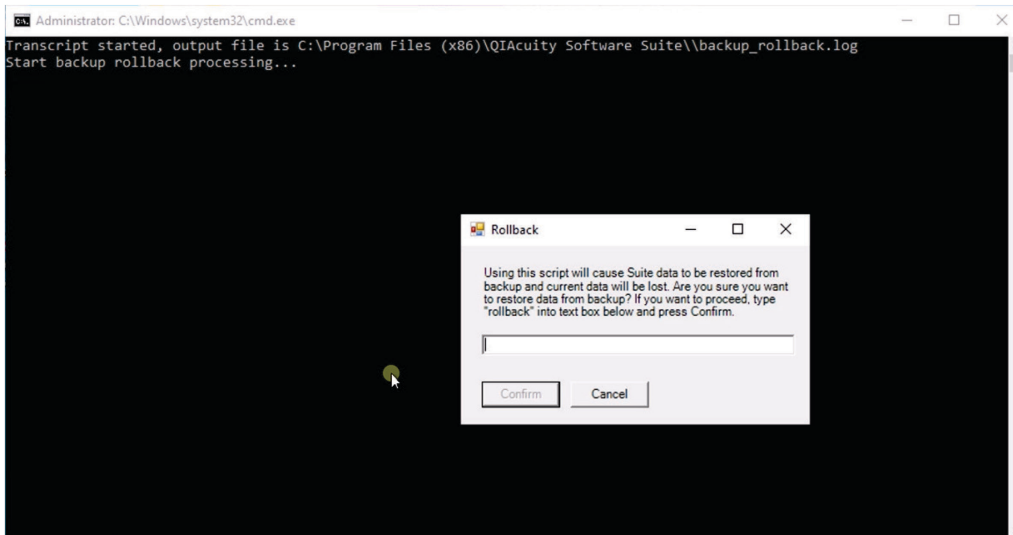 Administrator: C:\Windows\system32\cmd.exe
Transcript started, output file is C:\Program Files (x86)\QIAcuity Software Suite\\backup_rollback.log
Start backup rollback processing...
Rollback
Using this script will cause Suite data to be restored from
backup and current data will be lost. Are you sure you want
to restore data from backup? If you want to proceed, type
"rollback" into text box below and press Confirm.
Confirm Cancel